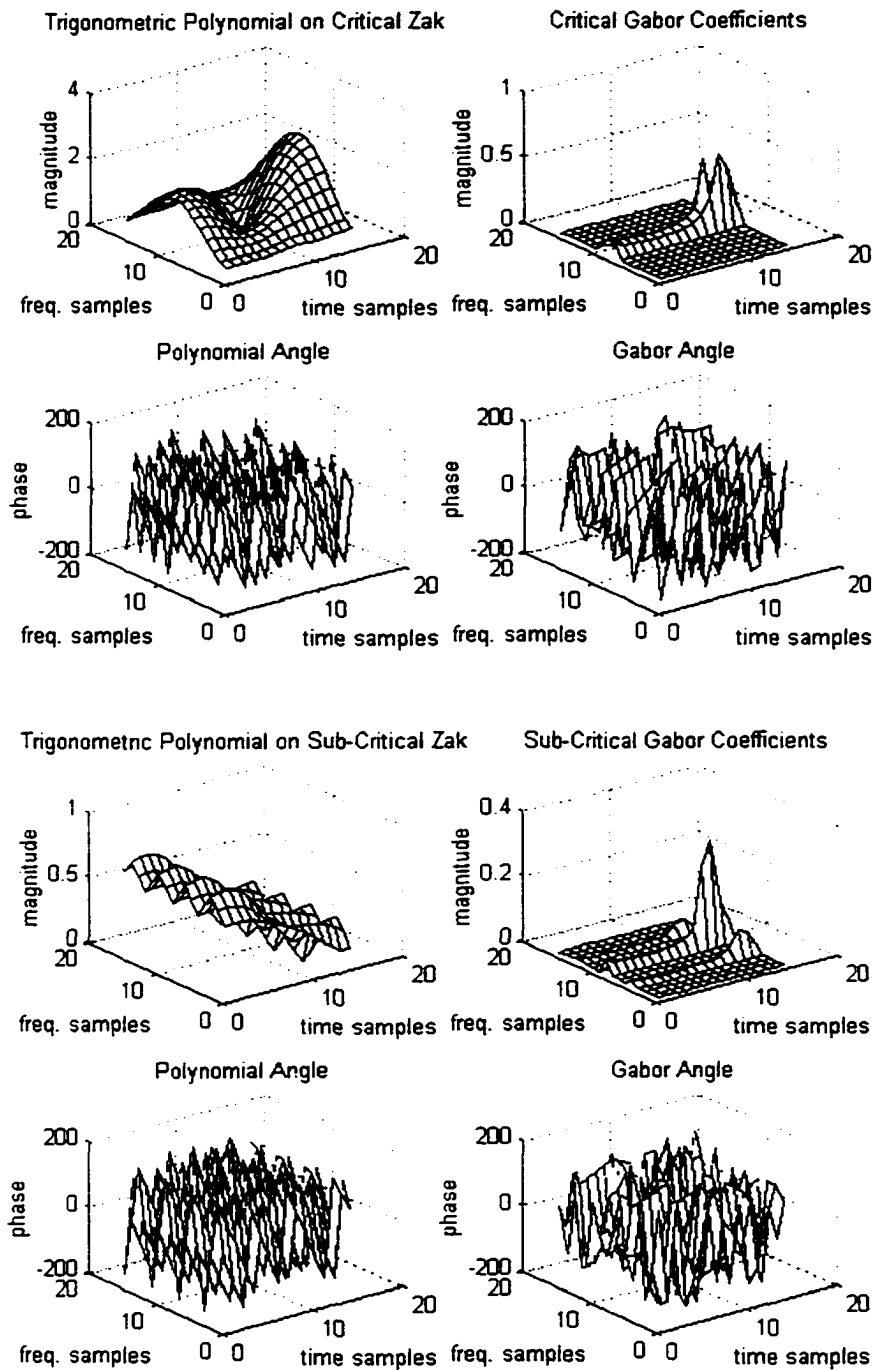 Trigonometric Polynomial on Critical Zak
4
2
0
magnitude
20
10
0
freq. samples
0
10
20
time samples
Critical Gabor Coefficients
1
0.5
0
magnitude
20
10
0
freq. samples
0
10
20
time samples
Polynomial Angle
200
0
-200
phase
20
10
0
freq. samples
0
10
20
time samples
Gabor Angle
200
0
-200
phase
20
10
0
freq. samples
0
10
20
time samples
Trigonometric Polynomial on Sub-Critical Zak
1
0.5
0
magnitude
20
10
0
freq. samples
0
10
20
time samples
Sub-Critical Gabor Coefficients
0.4
0.2
0
magnitude
20
10
0
freq. samples
0
10
20
time samples
Polynomial Angle
200
0
-200
phase
20
10
0
freq. samples
0
10
20
time samples
Gabor Angle
200
0
-200
phase
20
10
0
freq. samples
0
10
20
time samples